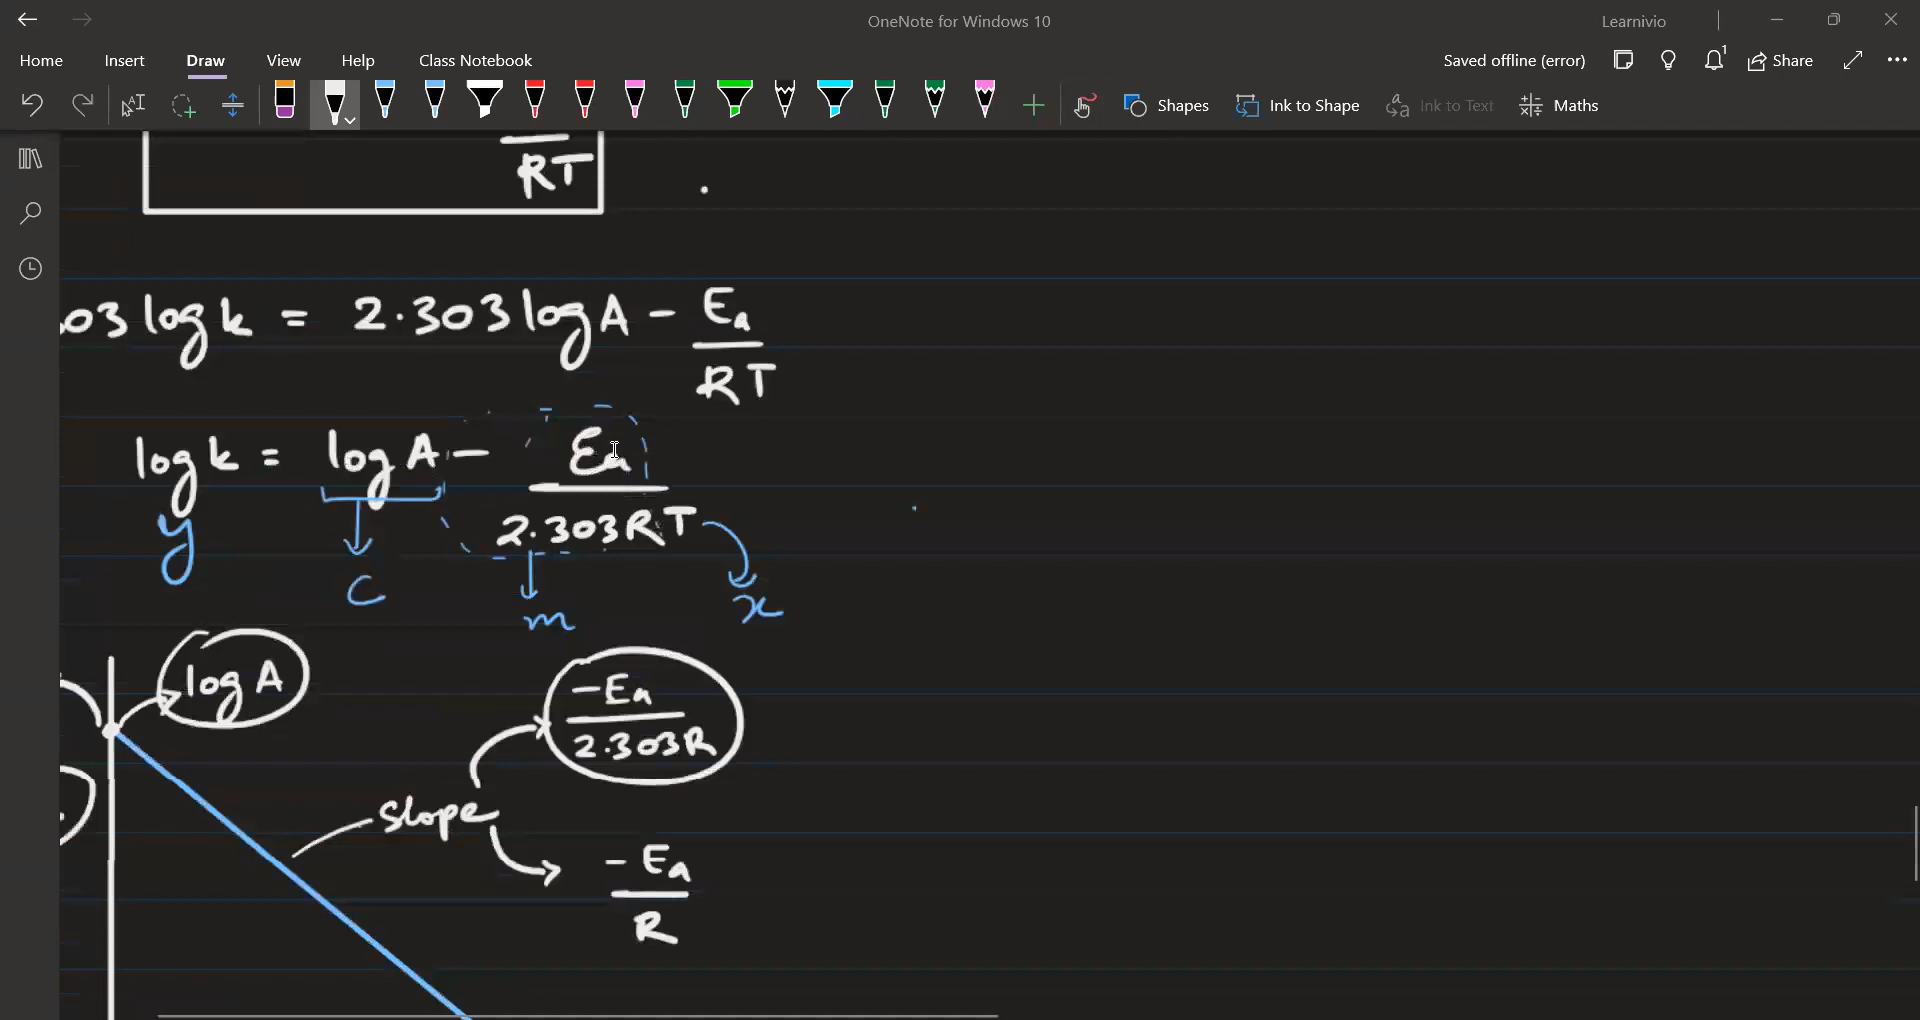 OneNote for Windows 10
Learnivio
Home Insert Draw View Help Class Notebook
Saved offline (error) 1 Share
Shapes Ink to Shape Ink to Text Maths
RT
03 log k = 2.303 log A - Ea
RT
log k = log A - Ea
2.303RT
y
c
m
x
log A
-Ea
2.303R
slope
-Ea
R